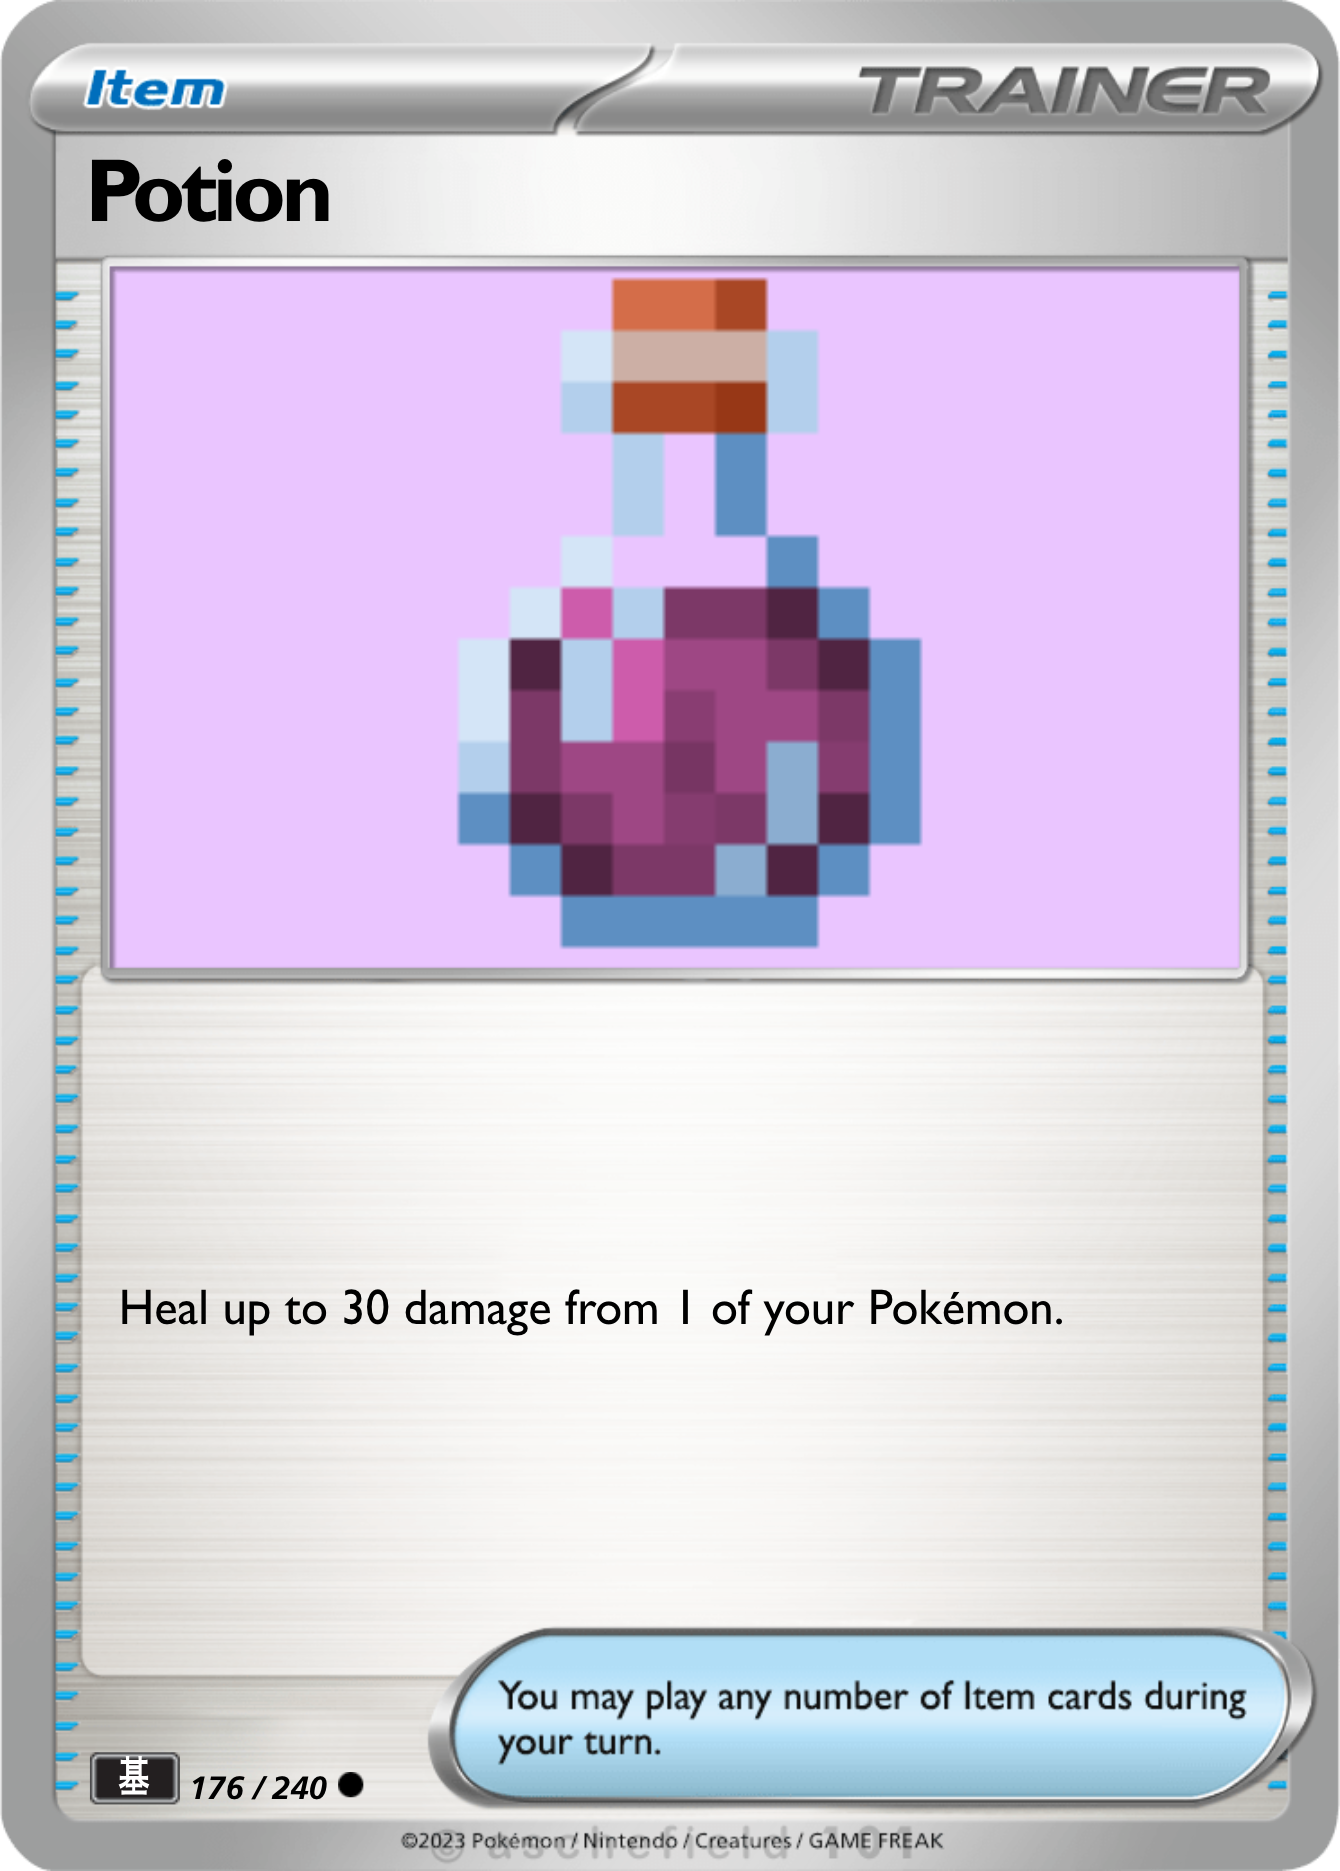 Item
TRAINER
Potion
Heal up to 30 damage from 1 of your Pokémon.
You may play any number of Item cards during
your turn.
基 176 / 240
©2023 Pokémon / Nintendo / Creatures / GAME FREAK